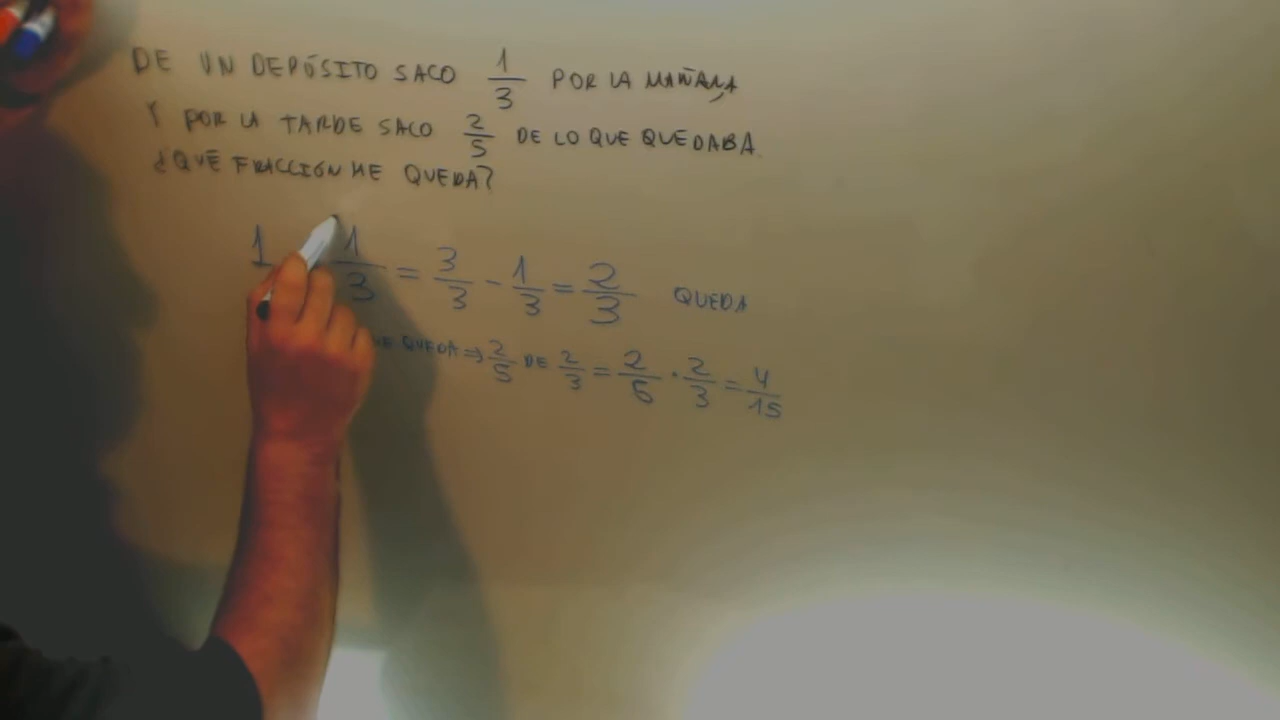 DE UN DEPÓSITO SACO 1/3 POR LA MAÑANA,
Y POR LA TARDE SACO 2/5 DE LO QUE QUEDABA.
¿QUÉ FRACCIÓN ME QUEDA?
1 1/3 = 3/3 - 1/3 = 2/3 QUEDA
QUEDA ⇒ 2/5 DE 2/3 = 2/5 · 2/3 = 4/15